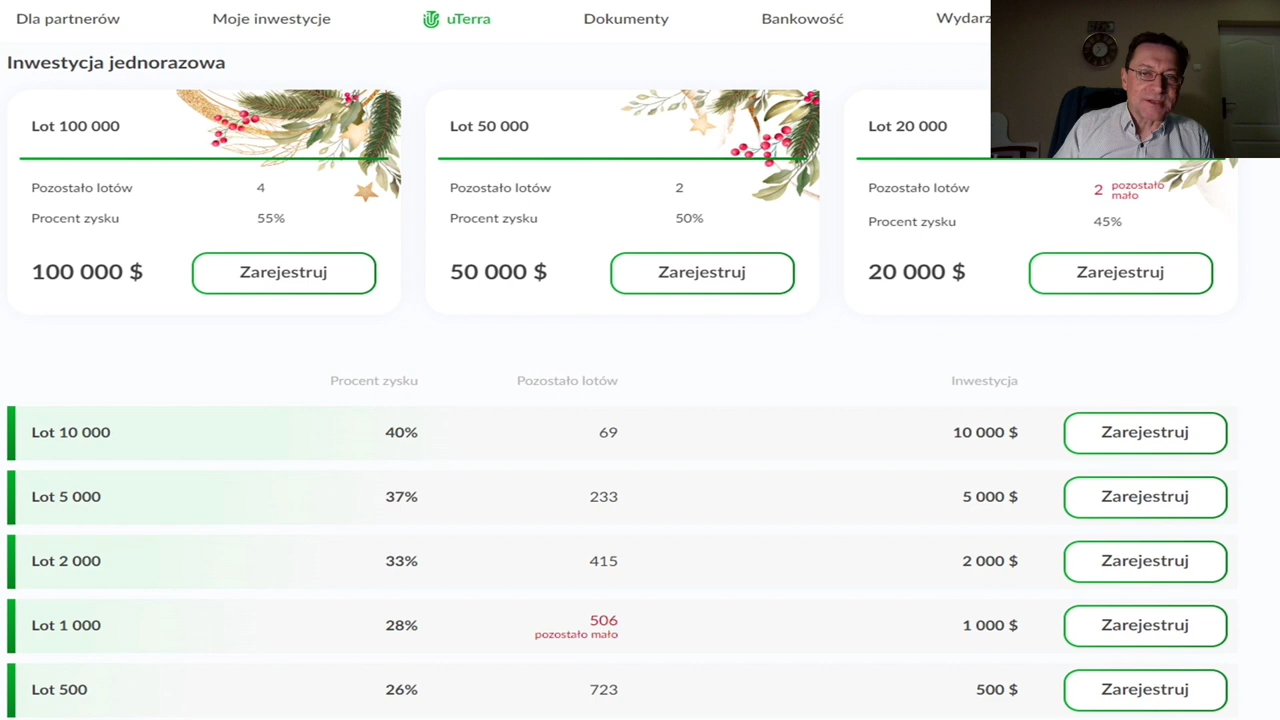 Dla partnerów Moje inwestycje uTerra Dokumenty Bankowość Wydarz
Inwestycja jednorazowa
Lot 100 000
Pozostało lotów 4
Procent zysku 55%
100 000 $ Zarejestruj
Lot 50 000
Pozostało lotów 2
Procent zysku 50%
50 000 $ Zarejestruj
Lot 20 000
Pozostało lotów 2 pozostało
mało
Procent zysku 45%
20 000 $ Zarejestruj
Procent zysku Pozostało lotów Inwestycja
Lot 10 000 40% 69 10 000 $ Zarejestruj
Lot 5 000 37% 233 5 000 $ Zarejestruj
Lot 2 000 33% 415 2 000 $ Zarejestruj
Lot 1 000 28% 506 1 000 $ Zarejestruj
pozostało mało
Lot 500 26% 723 500 $ Zarejestruj